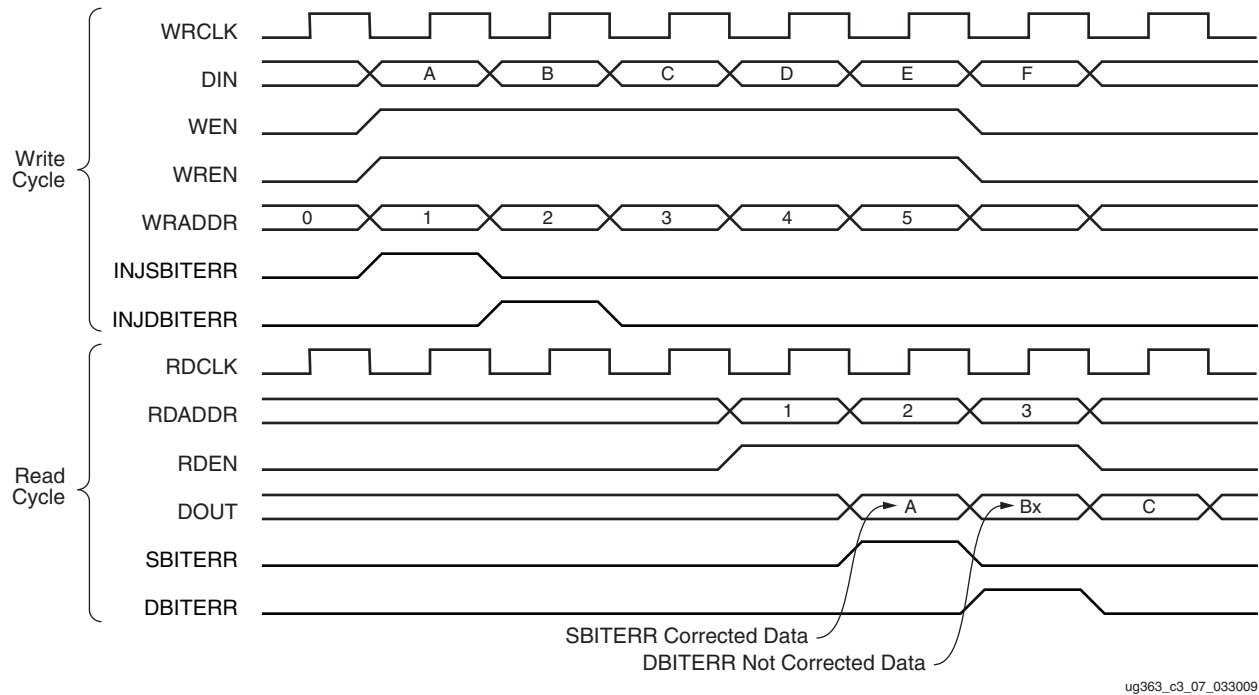 WRCLK
DIN A B C D E F
WEN
Write
Cycle
WREN
WRADDR 0 1 2 3 4 5
INJSBITERR
INJDBITERR
RDCLK
RDADDR 1 2 3
RDEN
Read
Cycle
DOUT A Bx C
SBITERR
DBITERR
SBITERR Corrected Data
DBITERR Not Corrected Data
ug363_c3_07_033009